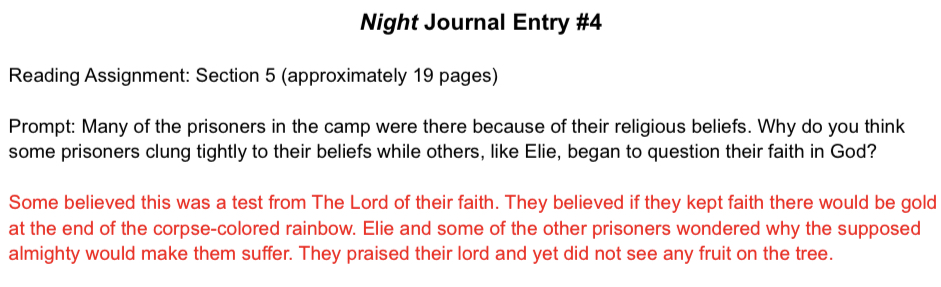 Night Journal Entry #4
Reading Assignment: Section 5 (approximately 19 pages)
Prompt: Many of the prisoners in the camp were there because of their religious beliefs. Why do you think
some prisoners clung tightly to their beliefs while others, like Elie, began to question their faith in God?
Some believed this was a test from The Lord of their faith. They believed if they kept faith there would be gold
at the end of the corpse-colored rainbow. Elie and some of the other prisoners wondered why the supposed
almighty would make them suffer. They praised their lord and yet did not see any fruit on the tree.